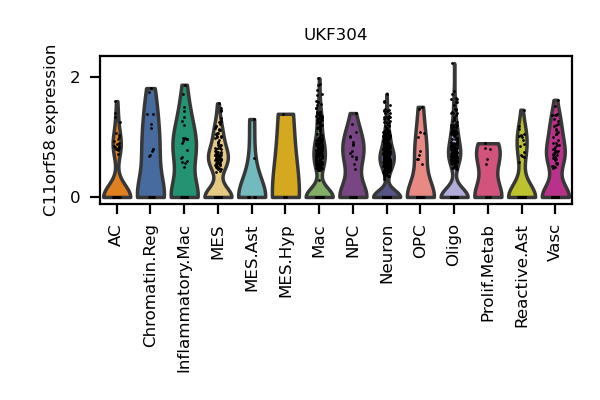 UKF304
C11orf58 expression
2
0
AC
Chromatin.Reg
Inflammatory.Mac
MES
MES.Ast
MES.Hyp
Mac
NPC
Neuron
OPC
Oligo
Prolif.Metab
Reactive.Ast
Vasc